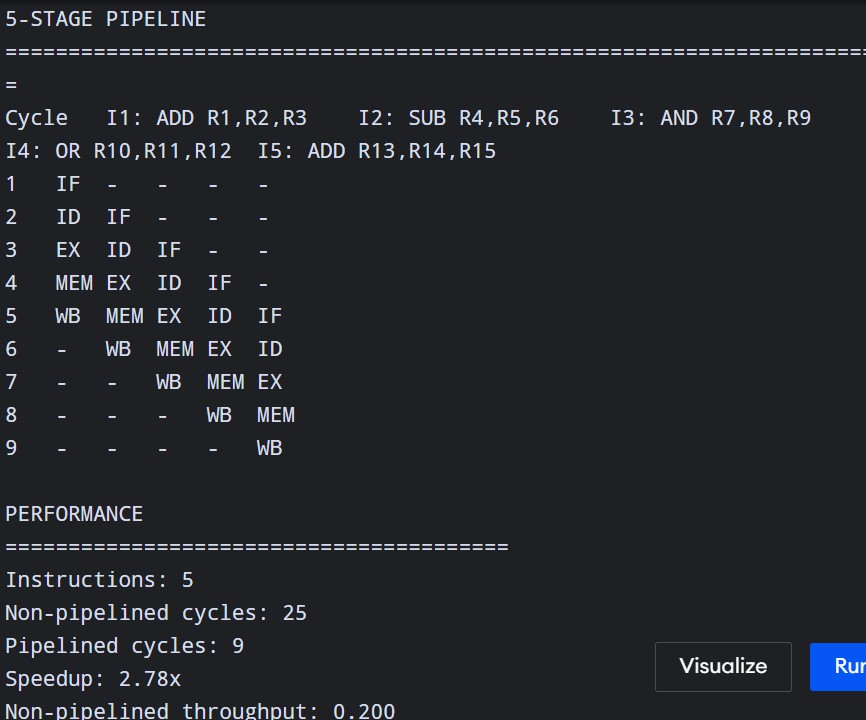 5-STAGE PIPELINE
=====================================================================
=
Cycle   I1: ADD R1,R2,R3    I2: SUB R4,R5,R6    I3: AND R7,R8,R9
I4: OR R10,R11,R12  I5: ADD R13,R14,R15
1   IF  -   -   -   -
2   ID  IF  -   -   -
3   EX  ID  IF  -   -
4   MEM EX  ID  IF  -
5   WB  MEM EX  ID  IF
6   -   WB  MEM EX  ID
7   -   -   WB  MEM EX
8   -   -   -   WB  MEM
9   -   -   -   -   WB
PERFORMANCE
========================================
Instructions: 5
Non-pipelined cycles: 25
Pipelined cycles: 9
Speedup: 2.78x
Non-pipelined throughput: 0.200
Visualize
Run